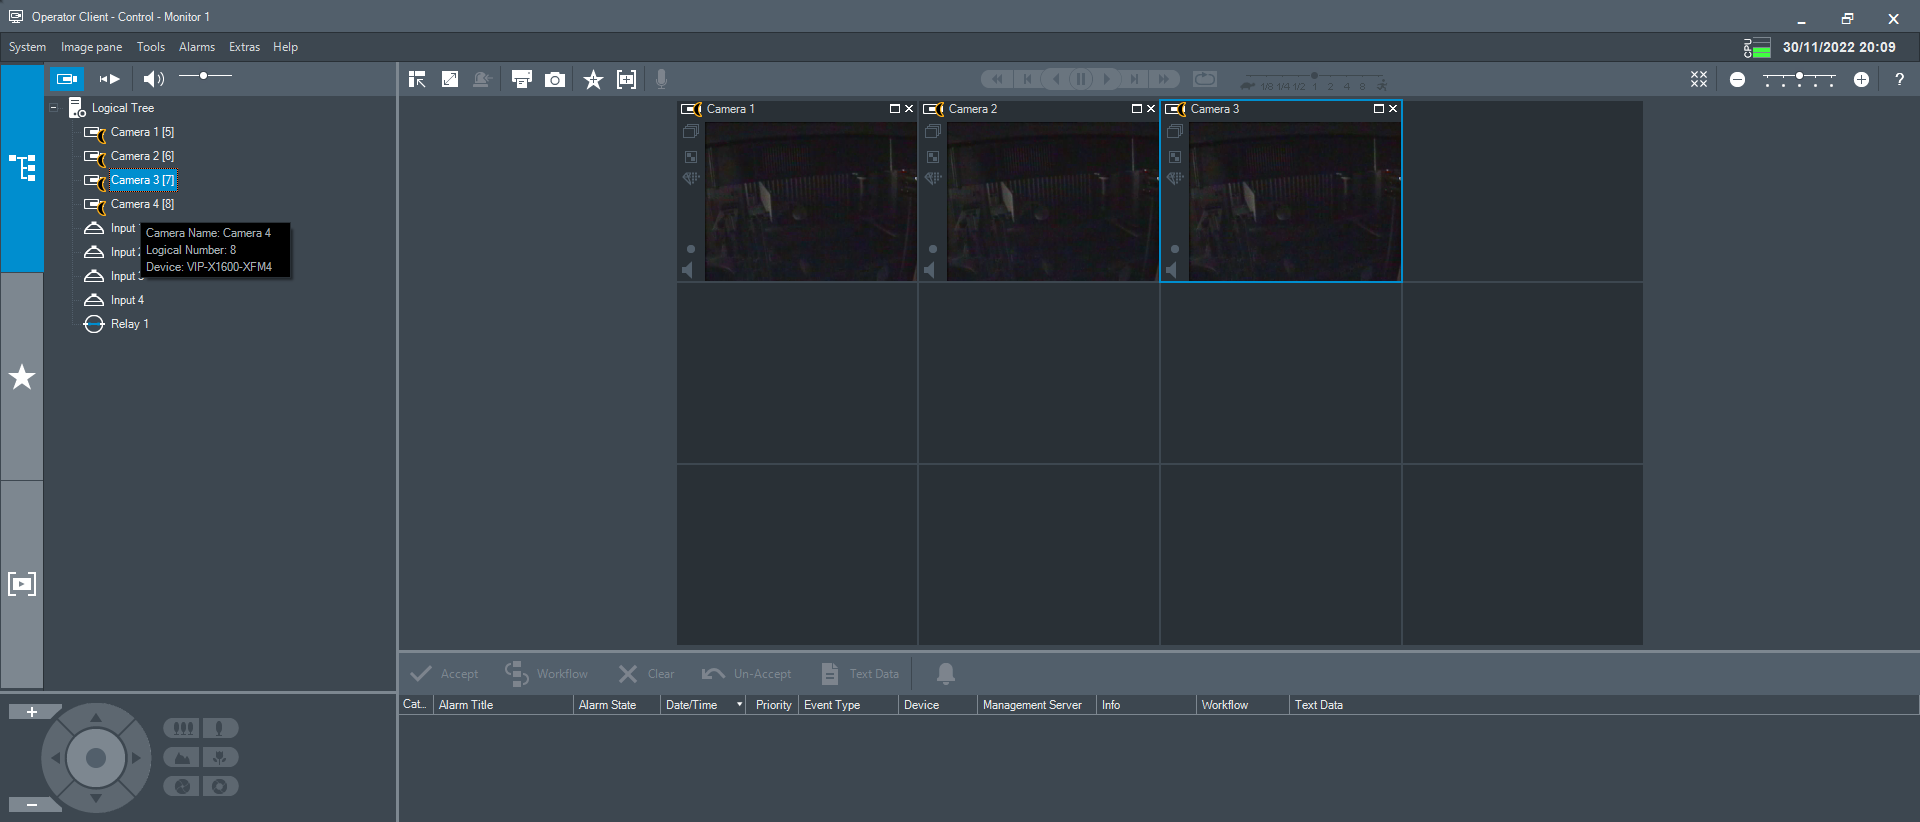 Operator Client - Control - Monitor 1
System Image pane Tools Alarms Extras Help
CPU
30/11/2022 20:09
1/8 1/4 1/2 1 2 4 8
?
Logical Tree
Camera 1 [5]
Camera 2 [6]
Camera 3 [7]
Camera 4 [8]
Input
Input
Input
Input 4
Relay 1
Camera Name: Camera 4
Logical Number: 8
Device: VIP-X1600-XFM4
Camera 1
Camera 2
Camera 3
Accept Workflow Clear Un-Accept Text Data
Cat... Alarm Title Alarm State Date/Time Priority Event Type Device Management Server Info Workflow Text Data